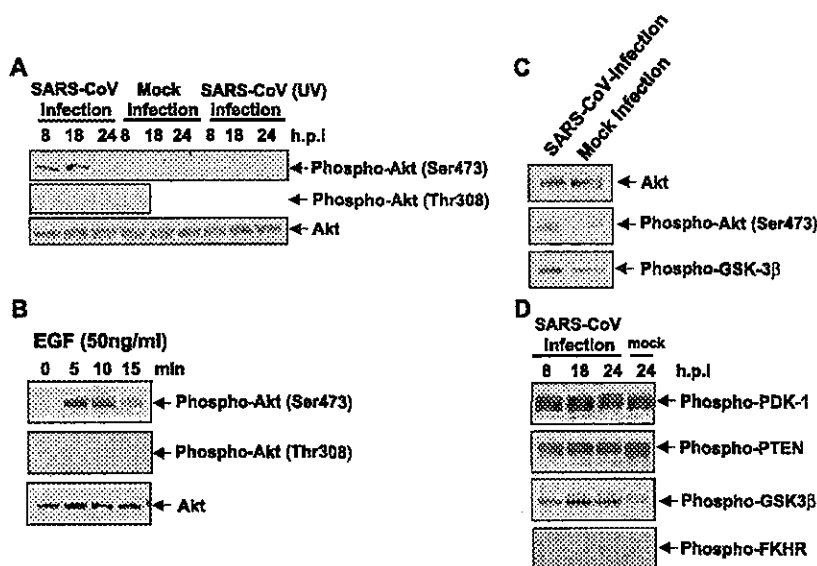 A
SARS-CoV Infection
Mock Infection
SARS-CoV (UV) infection
8 18 24 8 18 24 8 18 24 h.p.i
Phospho-Akt (Ser473)
Phospho-Akt (Thr308)
Akt
B
EGF (50ng/ml)
0 5 10 15 min
Phospho-Akt (Ser473)
Phospho-Akt (Thr308)
Akt
C
SARS-CoV-Infection
Mock Infection
Akt
Phospho-Akt (Ser473)
Phospho-GSK-3β
D
SARS-CoV Infection
mock
8 18 24 24 h.p.i
Phospho-PDK-1
Phospho-PTEN
Phospho-GSK3β
Phospho-FKHR